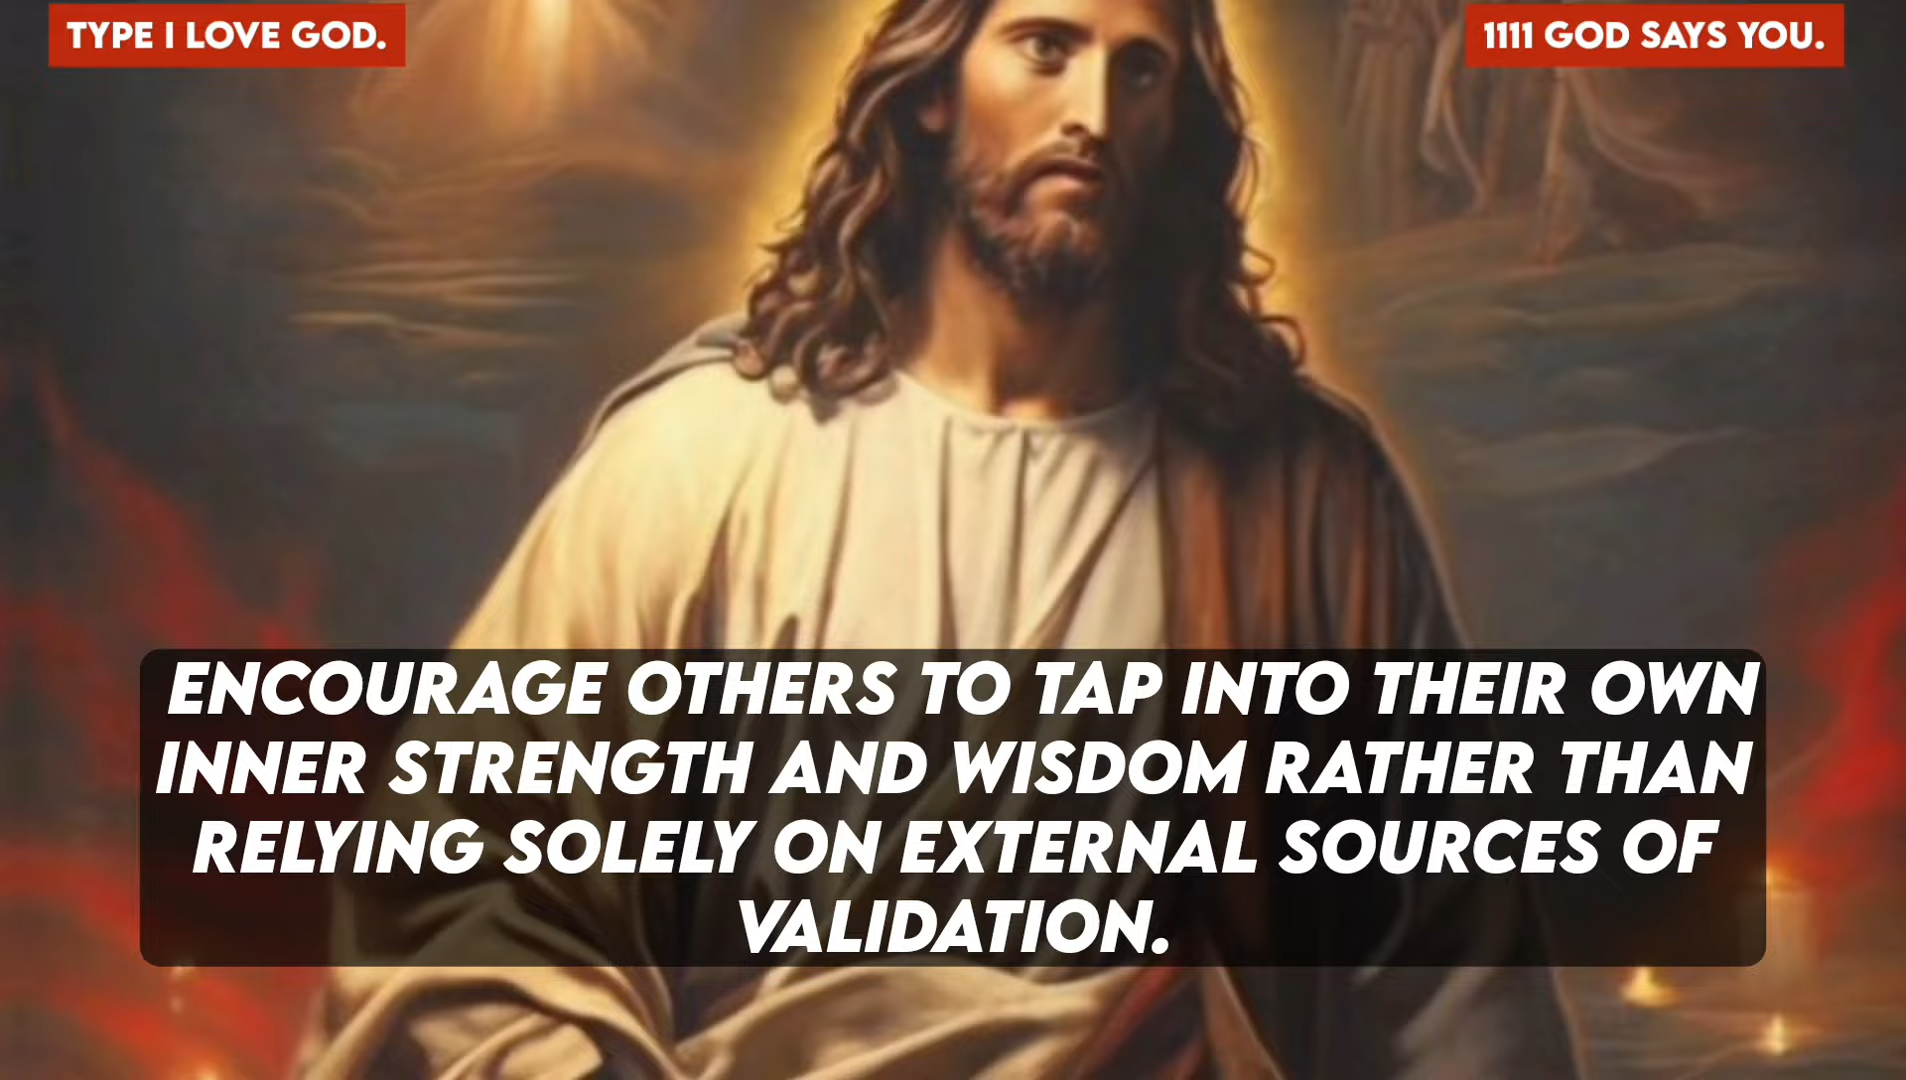 TYPE I LOVE GOD.
1111 GOD SAYS YOU.
ENCOURAGE OTHERS TO TAP INTO THEIR OWN
INNER STRENGTH AND WISDOM RATHER THAN
RELYING SOLELY ON EXTERNAL SOURCES OF
VALIDATION.